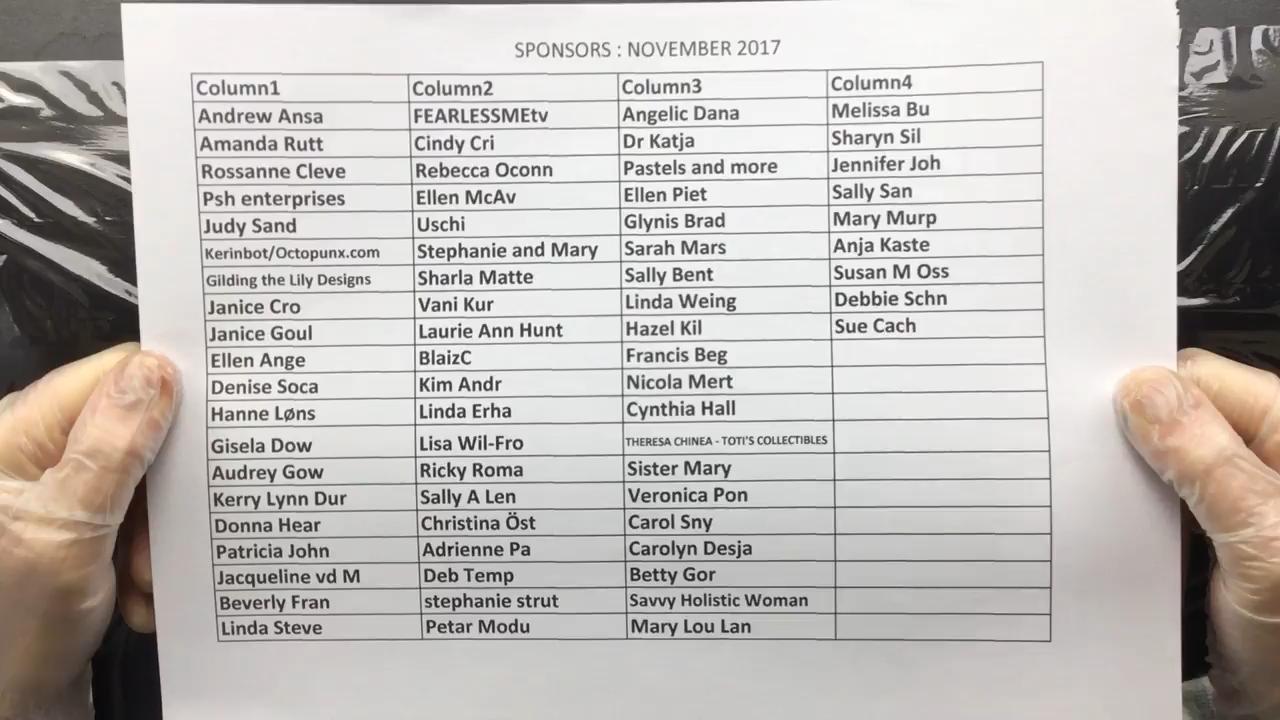 SPONSORS : NOVEMBER 2017
Column1 Column2 Column3 Column4
Andrew Ansa FEARLESSMEtv Angelic Dana Melissa Bu
Amanda Rutt Cindy Cri Dr Katja Sharyn Sil
Rossanne Cleve Rebecca Oconn Pastels and more Jennifer Joh
Psh enterprises Ellen McAv Ellen Piet Sally San
Judy Sand Uschi Glynis Brad Mary Murp
Kerinbot/Octopunx.com Stephanie and Mary Sarah Mars Anja Kaste
Gilding the Lily Designs Sharla Matte Sally Bent Susan M Oss
Janice Cro Vani Kur Linda Weing Debbie Schn
Janice Goul Laurie Ann Hunt Hazel Kil Sue Cach
Ellen Ange BlaizC Francis Beg
Denise Soca Kim Andr Nicola Mert
Hanne Løns Linda Erha Cynthia Hall
Gisela Dow Lisa Wil-Fro THERESA CHINEA - TOTI'S COLLECTIBLES
Audrey Gow Ricky Roma Sister Mary
Kerry Lynn Dur Sally A Len Veronica Pon
Donna Hear Christina Öst Carol Sny
Patricia John Adrienne Pa Carolyn Desja
Jacqueline vd M Deb Temp Betty Gor
Beverly Fran stephanie strut Savvy Holistic Woman
Linda Steve Petar Modu Mary Lou Lan